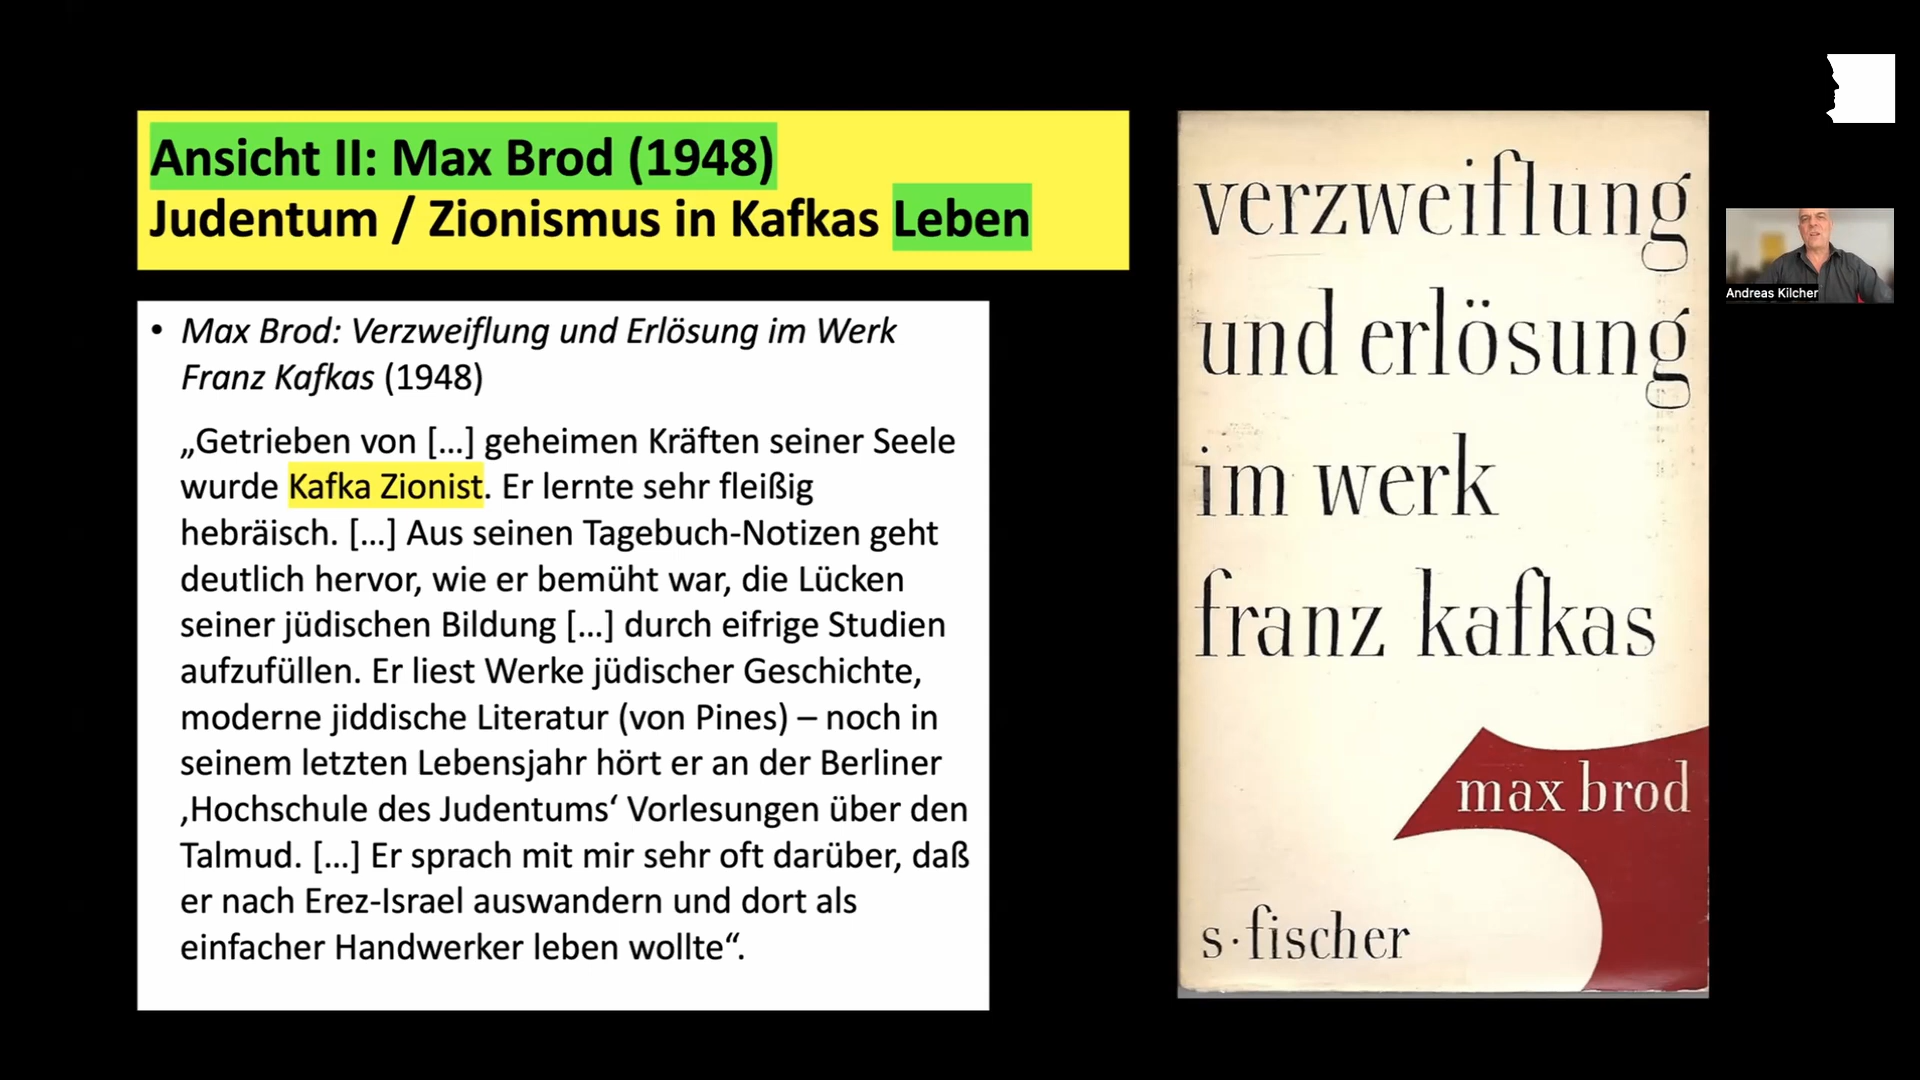 Ansicht II: Max Brod (1948)
Judentum / Zionismus in Kafkas Leben
• Max Brod: Verzweiflung und Erlösung im Werk
Franz Kafkas (1948)
„Getrieben von […] geheimen Kräften seiner Seele
wurde Kafka Zionist. Er lernte sehr fleißig
hebräisch. […] Aus seinen Tagebuch-Notizen geht
deutlich hervor, wie er bemüht war, die Lücken
seiner jüdischen Bildung […] durch eifrige Studien
aufzufüllen. Er liest Werke jüdischer Geschichte,
moderne jiddische Literatur (von Pines) – noch in
seinem letzten Lebensjahr hört er an der Berliner
‚Hochschule des Judentums‘ Vorlesungen über den
Talmud. […] Er sprach mit mir sehr oft darüber, daß
er nach Erez-Israel auswandern und dort als
einfacher Handwerker leben wollte“.
verzweiflung
und erlösung
im werk
franz kafkas
max brod
s·fischer
Andreas Kilcher